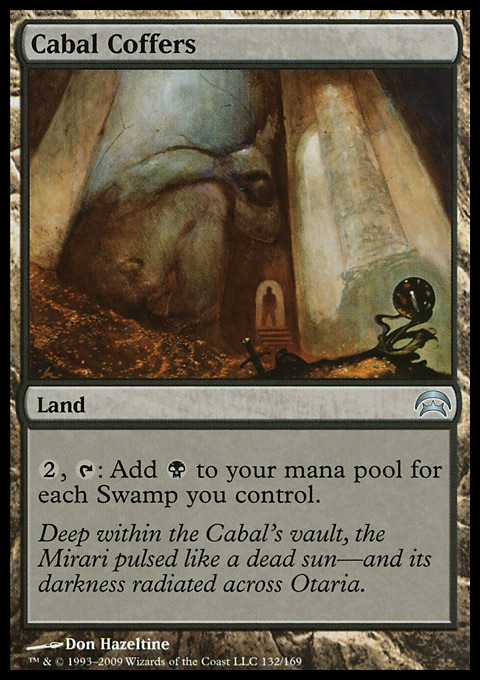 Cabal Coffers
Land
2, : Add to your mana pool for
each Swamp you control.
Deep within the Cabal's vault, the
Mirari pulsed like a dead sun—and its
darkness radiated across Otaria.
Don Hazeltine
™ & © 1993–2009 Wizards of the Coast LLC 132/169